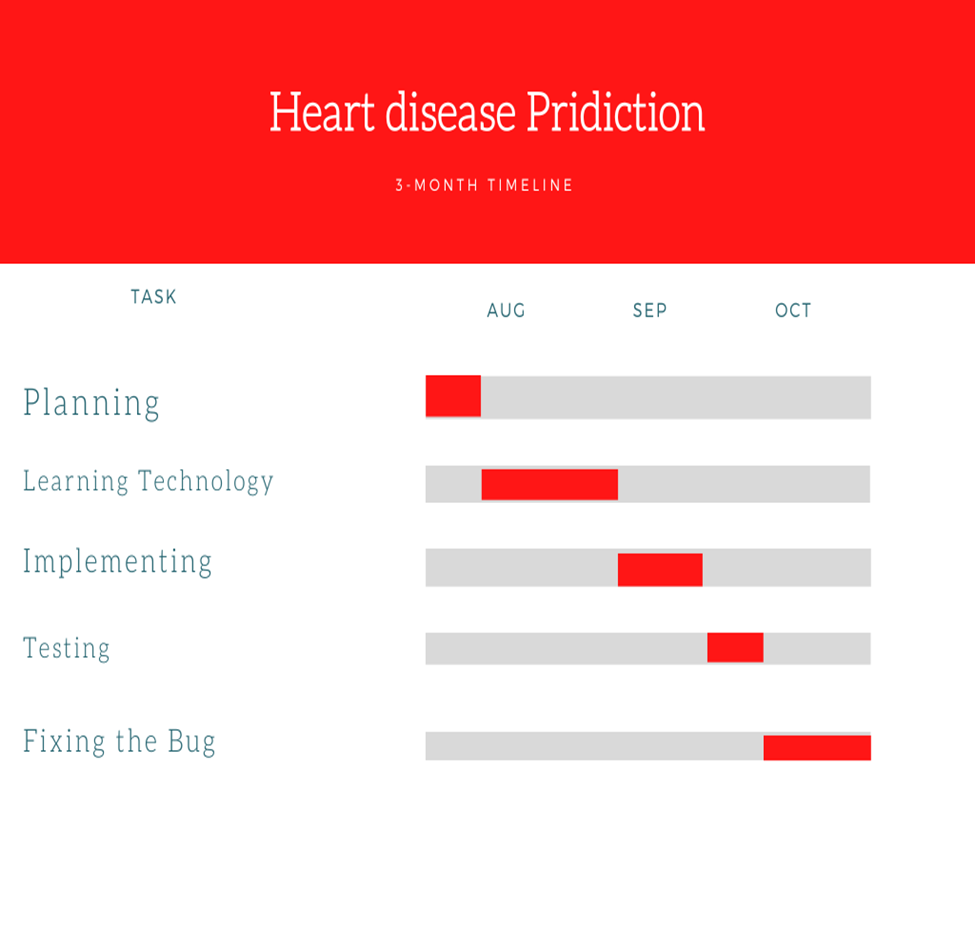 Heart disease Pridiction
3-MONTH TIMELINE
TASK
AUG SEP OCT
Planning
Learning Technology
Implementing
Testing
Fixing the Bug